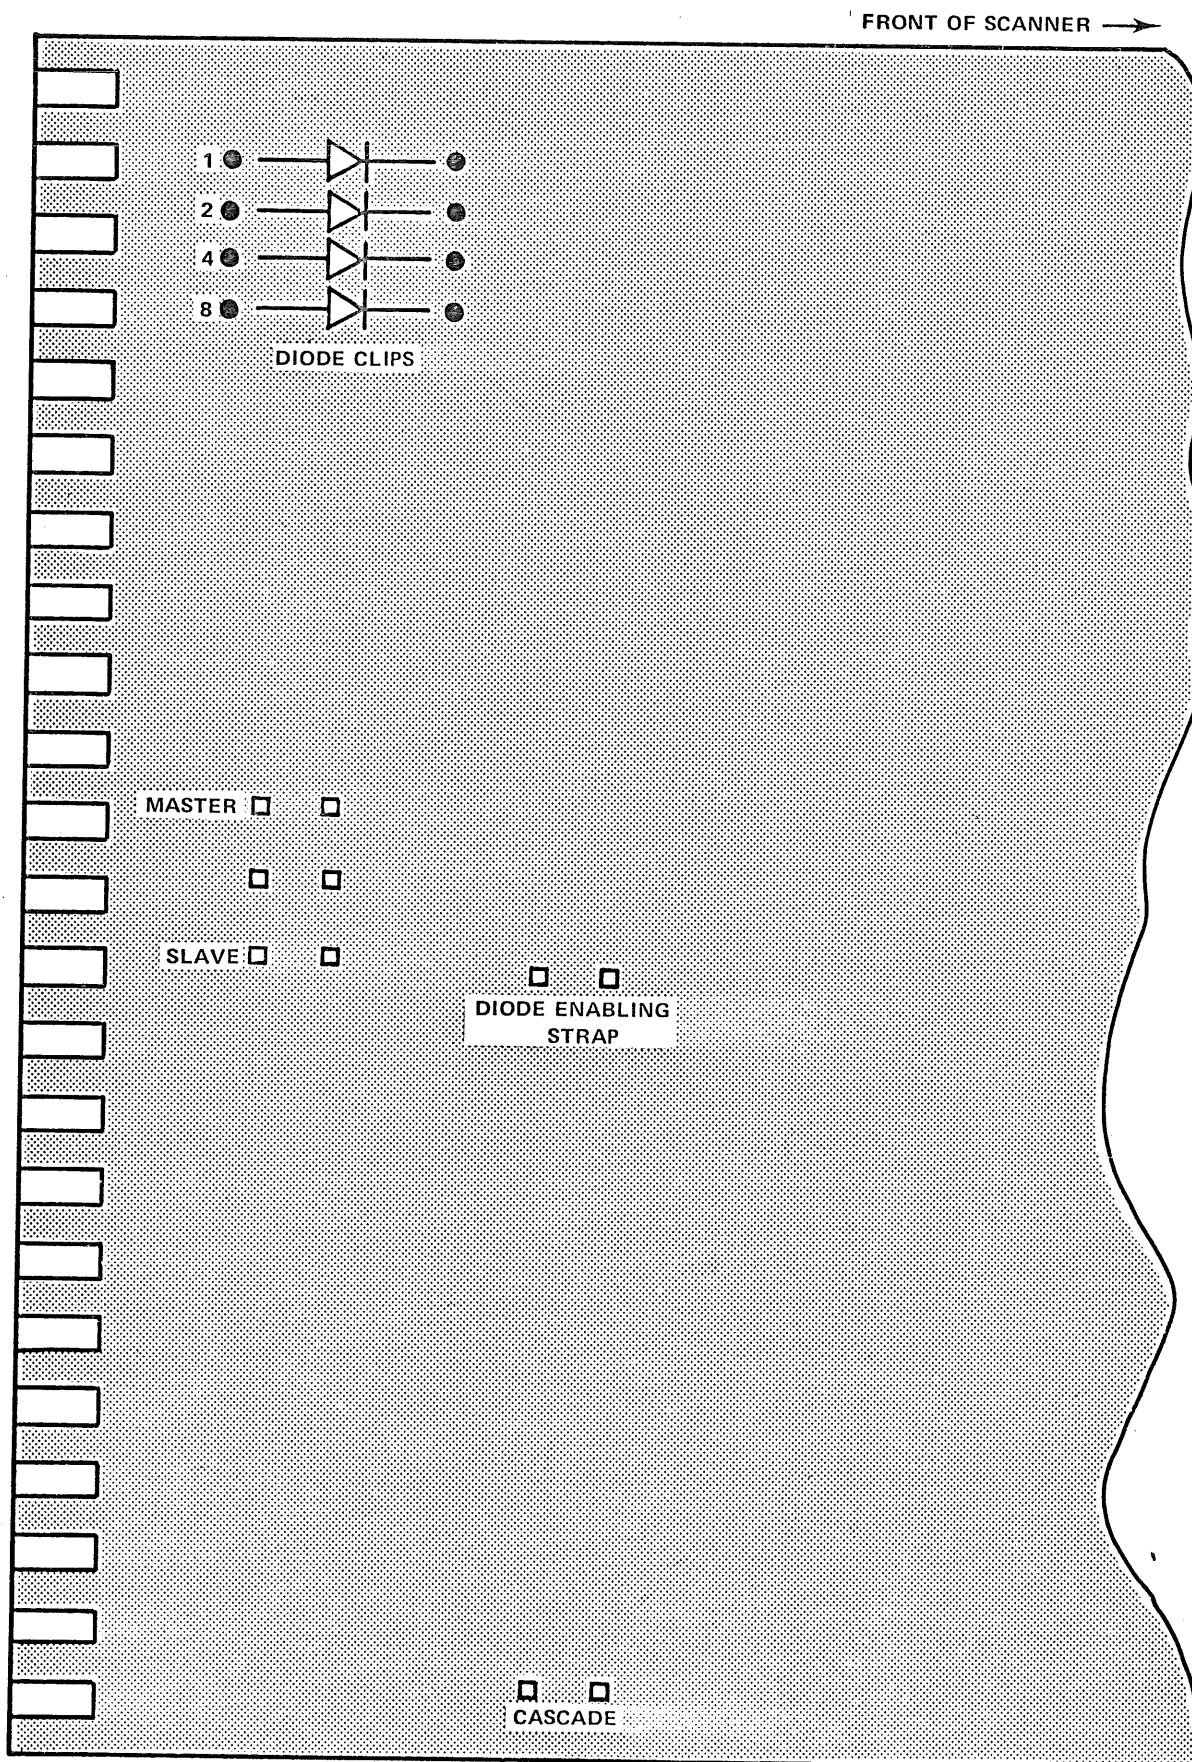 FRONT OF SCANNER
1
2
4
8
DIODE CLIPS
MASTER
SLAVE
DIODE ENABLING
STRAP
CASCADE